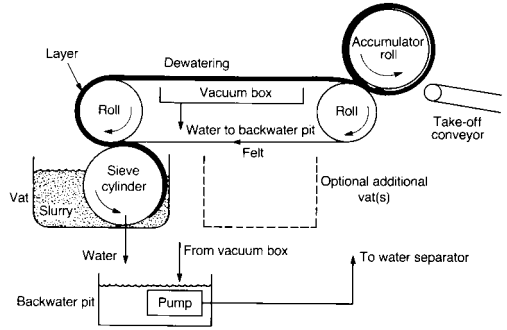 Accumulator
roll
Layer
Dewatering
Vacuum box
Roll
Roll
Water to backwater pit
Take-off
conveyor
Felt
Sieve
cylinder
Optional additional
vat(s)
Vat
Slurry
Water
From vacuum box
To water separator
Backwater pit
Pump